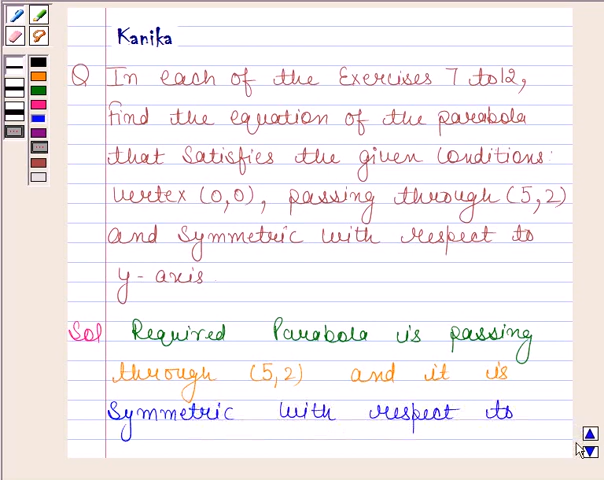 Kanika
Q In each of the Exercises 7 to 12,
find the equation of the parabola
that satisfies the given conditions:
vertex (0,0), passing through (5,2)
and symmetric with respect to
y-axis.
Sol Required Parabola is passing
through (5,2) and it is
Symmetric with respect to